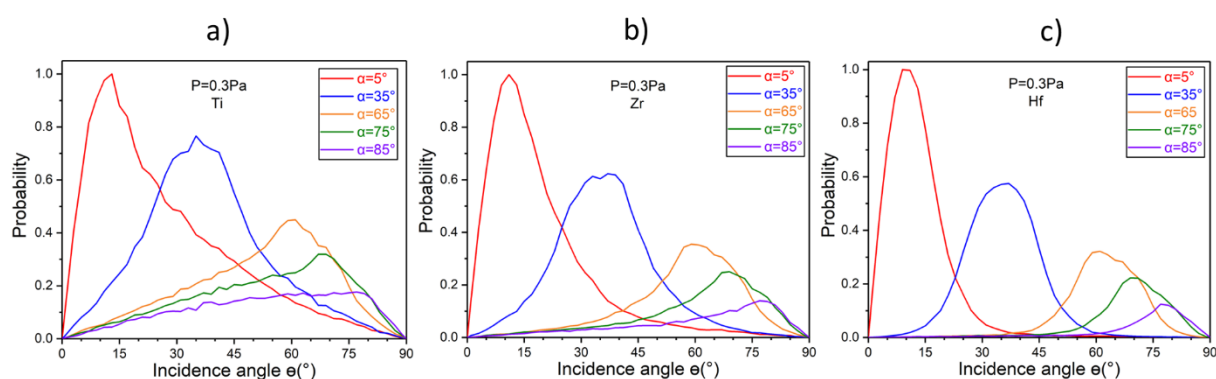 a)
P=0.3Pa
Ti
α=5°
α=35°
α=65°
α=75°
α=85°
1.0
0.8
0.6
0.4
0.2
0.0
Probability
0 15 30 45 60 75 90
Incidence angle ɵ(°)
b)
P=0.3Pa
Zr
α=5°
α=35°
α=65°
α=75°
α=85°
1.0
0.8
0.6
0.4
0.2
0.0
Probability
0 15 30 45 60 75 90
Incidence angle ɵ(°)
c)
P=0.3Pa
Hf
α=5°
α=35°
α=65
α=75°
α=85°
1.0
0.8
0.6
0.4
0.2
0.0
Probability
0 15 30 45 60 75 90
Incidence angle ɵ(°)